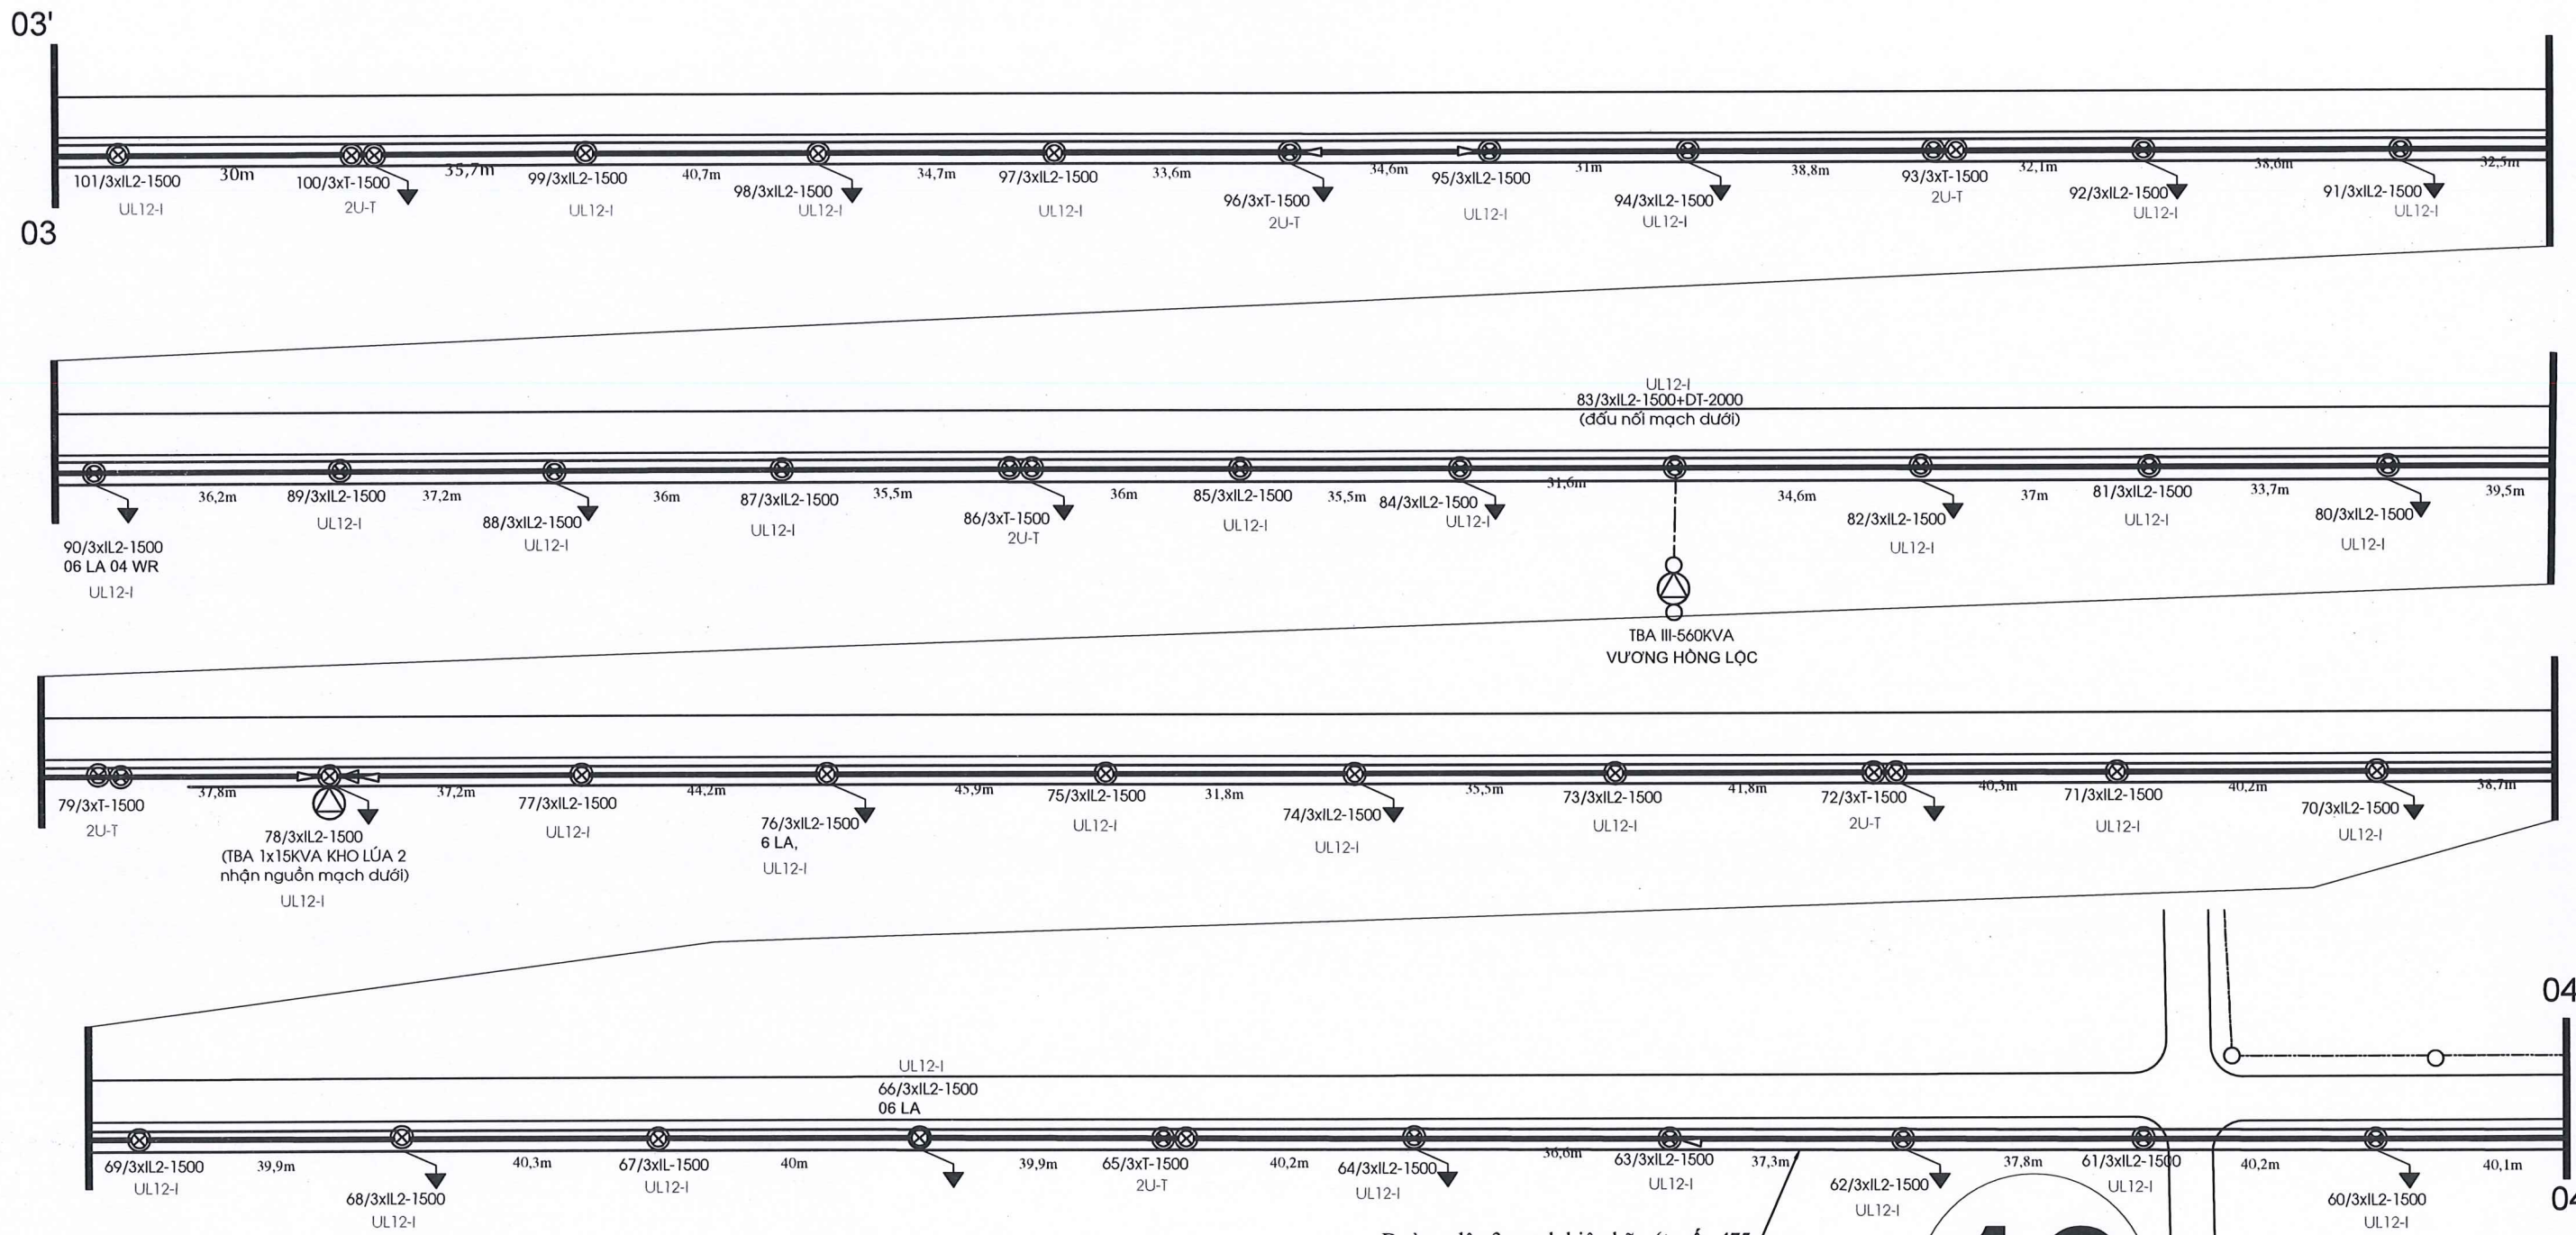 03'
101/3xIL2-1500
UL12-I
30m
100/3xT-1500
2U-T
35,7m
99/3xIL2-1500
UL12-I
40,7m
98/3xIL2-1500
UL12-I
34,7m
97/3xIL2-1500
UL12-I
33,6m
96/3xT-1500
2U-T
34,6m
95/3xIL2-1500
UL12-I
31m
94/3xIL2-1500
UL12-I
38,8m
93/3xT-1500
2U-T
32,1m
92/3xIL2-1500
UL12-I
38,6m
91/3xIL2-1500
UL12-I
32,5m
03
90/3xIL2-1500
06 LA 04 WR
UL12-I
36,2m
89/3xIL2-1500
UL12-I
37,2m
88/3xIL2-1500
UL12-I
36m
87/3xIL2-1500
UL12-I
35,5m
86/3xT-1500
2U-T
36m
85/3xIL2-1500
UL12-I
35,5m
84/3xIL2-1500
UL12-I
31,6m
UL12-I
83/3xIL2-1500+DT-2000
(đấu nối mạch dưới)
TBA III-560KVA
VƯƠNG HỒNG LỘC
34,6m
82/3xIL2-1500
UL12-I
37m
81/3xIL2-1500
UL12-I
33,7m
80/3xIL2-1500
UL12-I
39,5m
79/3xT-1500
2U-T
37,8m
78/3xIL2-1500
(TBA 1x15KVA KHO LÚA 2
nhận nguồn mạch dưới)
UL12-I
37,2m
77/3xIL2-1500
UL12-I
44,2m
76/3xIL2-1500
6 LA,
UL12-I
45,9m
75/3xIL2-1500
UL12-I
31,8m
74/3xIL2-1500
UL12-I
35,5m
73/3xIL2-1500
UL12-I
41,8m
72/3xT-1500
2U-T
40,3m
71/3xIL2-1500
UL12-I
40,2m
70/3xIL2-1500
UL12-I
38,7m
04
69/3xIL2-1500
UL12-I
39,9m
68/3xIL2-1500
UL12-I
40,3m
67/3xIL-1500
UL12-I
40m
UL12-I
66/3xIL2-1500
06 LA
39,9m
65/3xT-1500
2U-T
40,2m
64/3xIL2-1500
UL12-I
36,6m
63/3xIL2-1500
UL12-I
37,3m
62/3xIL2-1500
UL12-I
37,8m
61/3xIL2-1500
UL12-I
40,2m
60/3xIL2-1500
UL12-I
40,1m